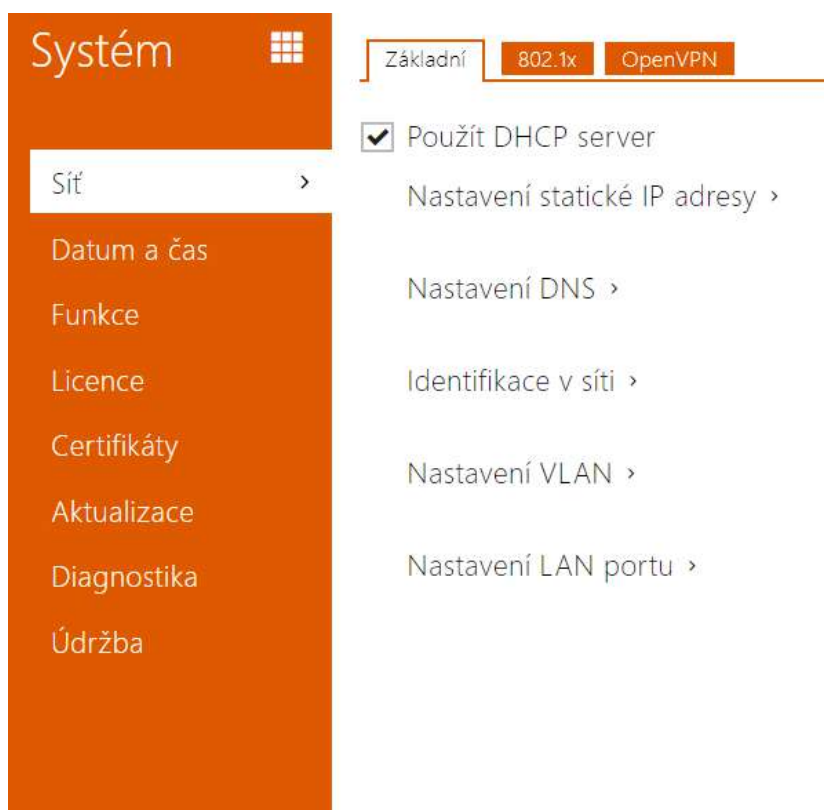 Systém
Síť
Datum a čas
Funkce
Licence
Certifikáty
Aktualizace
Diagnostika
Údržba
Základní 802.1x OpenVPN
Použít DHCP server
Nastavení statické IP adresy
Nastavení DNS
Identifikace v síti
Nastavení VLAN
Nastavení LAN portu